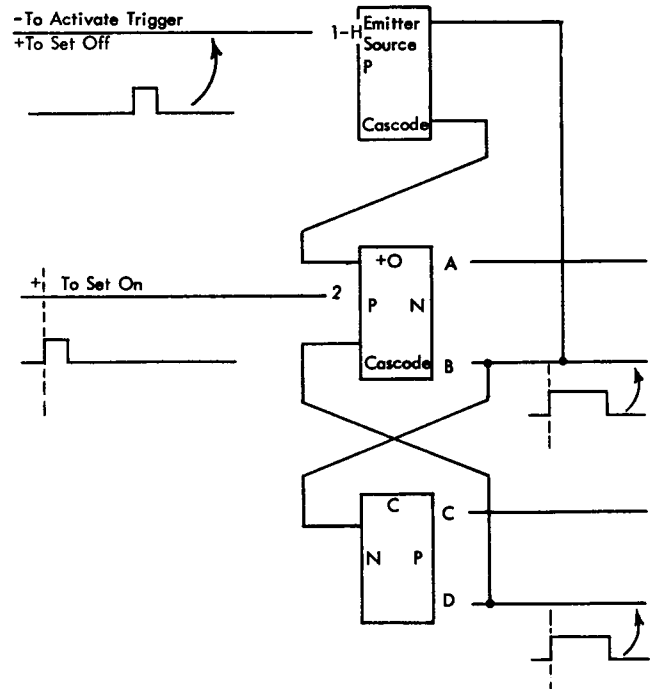 -To Activate Trigger
+To Set Off
1-H
Emitter
Source
P
Cascode
+O
A
+ To Set On
2
P N
Cascode
B
C
C
N P
D